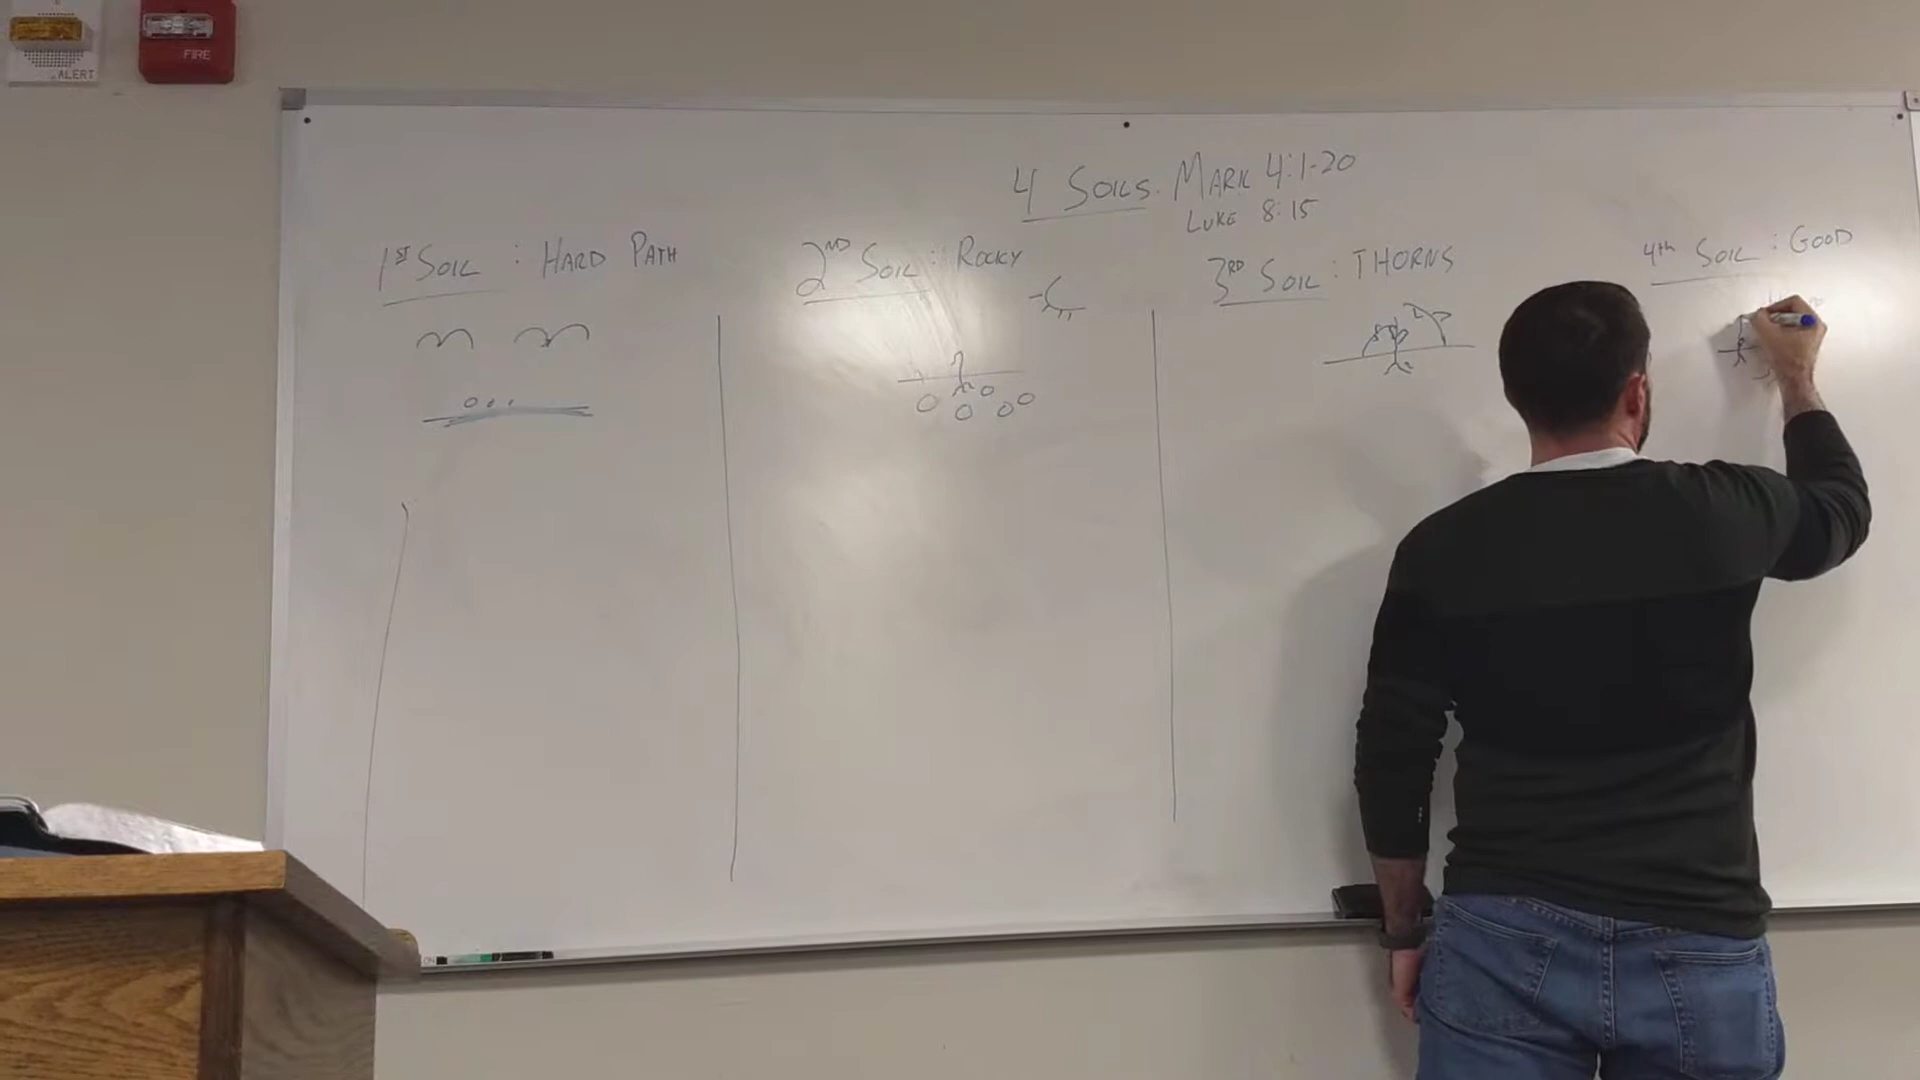 ALERT
FIRE
4 SOILS. MARK 4:1-20
LUKE 8:15
1ST SOIL : HARD PATH
2ND SOIL : ROCKY
3RD SOIL : THORNS
4th SOIL : GOOD
ON